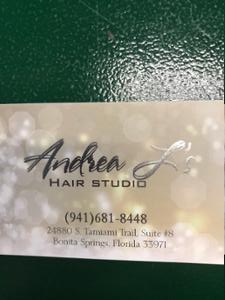 Andrea L's
HAIR STUDIO
(941)681-8448
24880 S. Tamiami Trail, Suite #8
Bonita Springs, Florida 33971